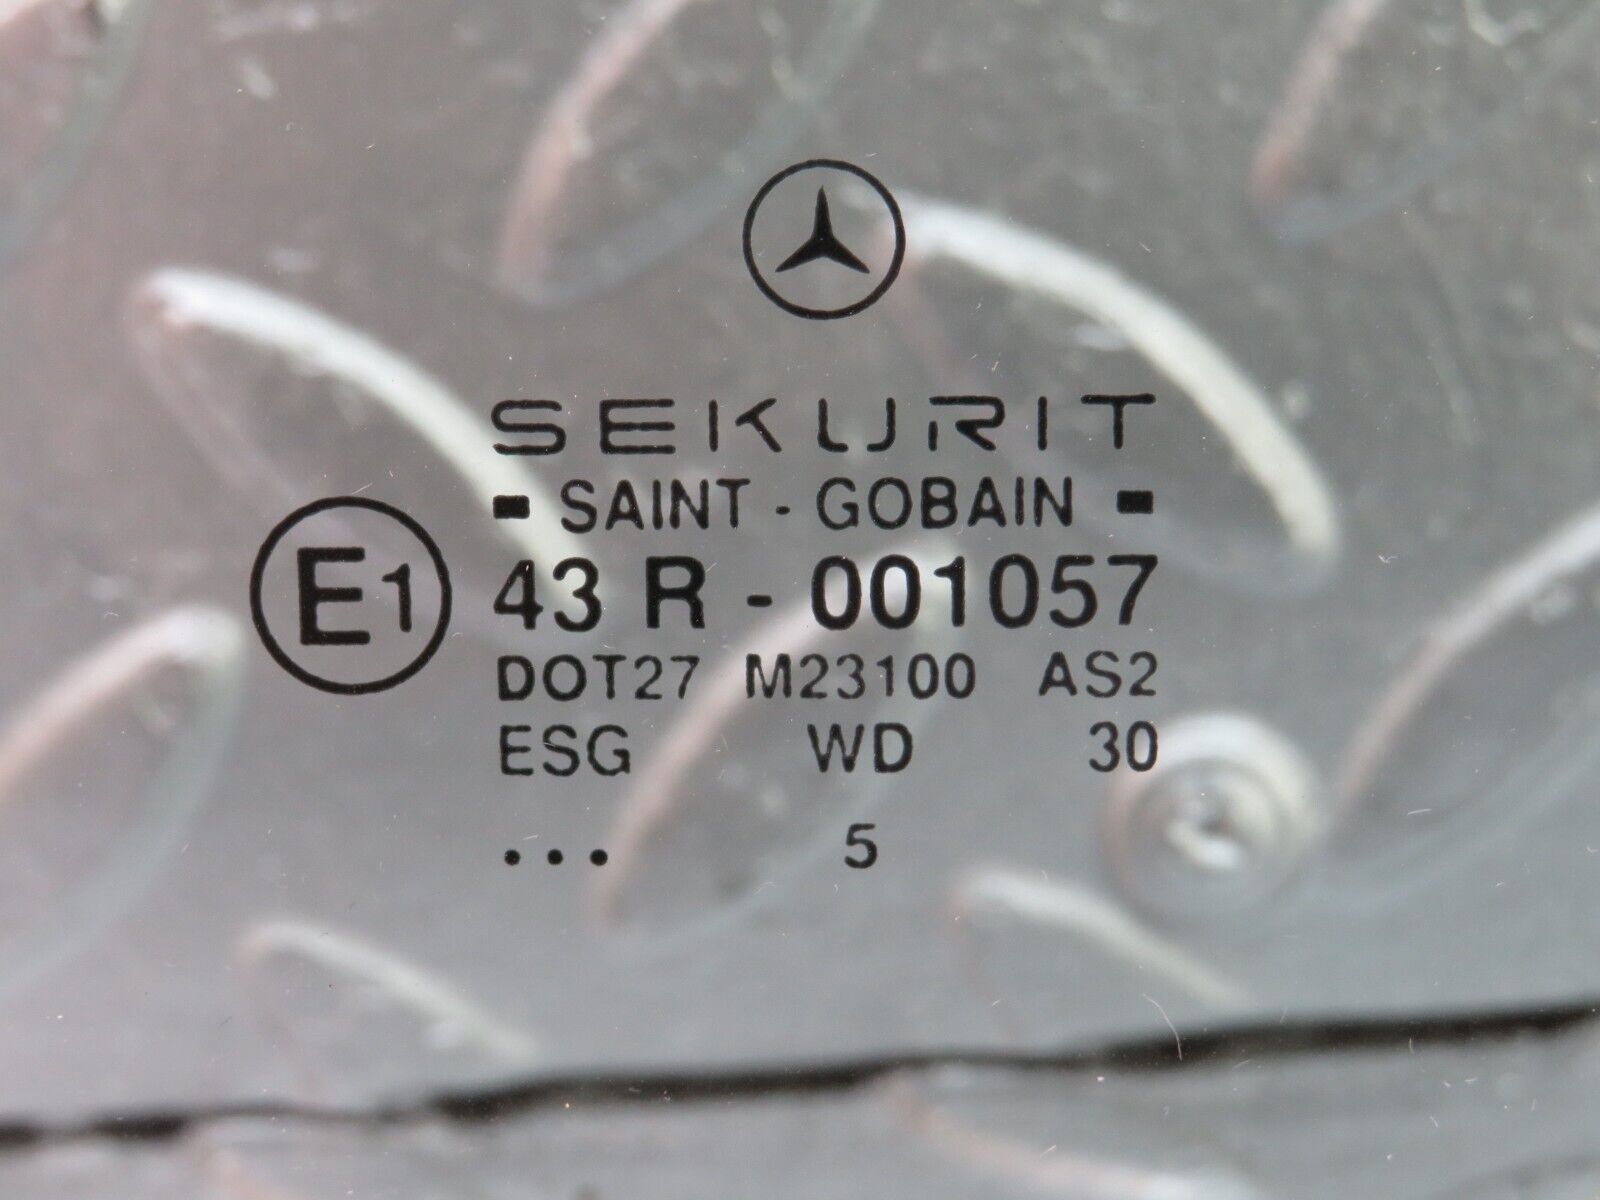 SEKURIT
SAINT - GOBAIN
E1 43 R - 001057
DOT27 M23100 AS2
ESG WD 30
... 5